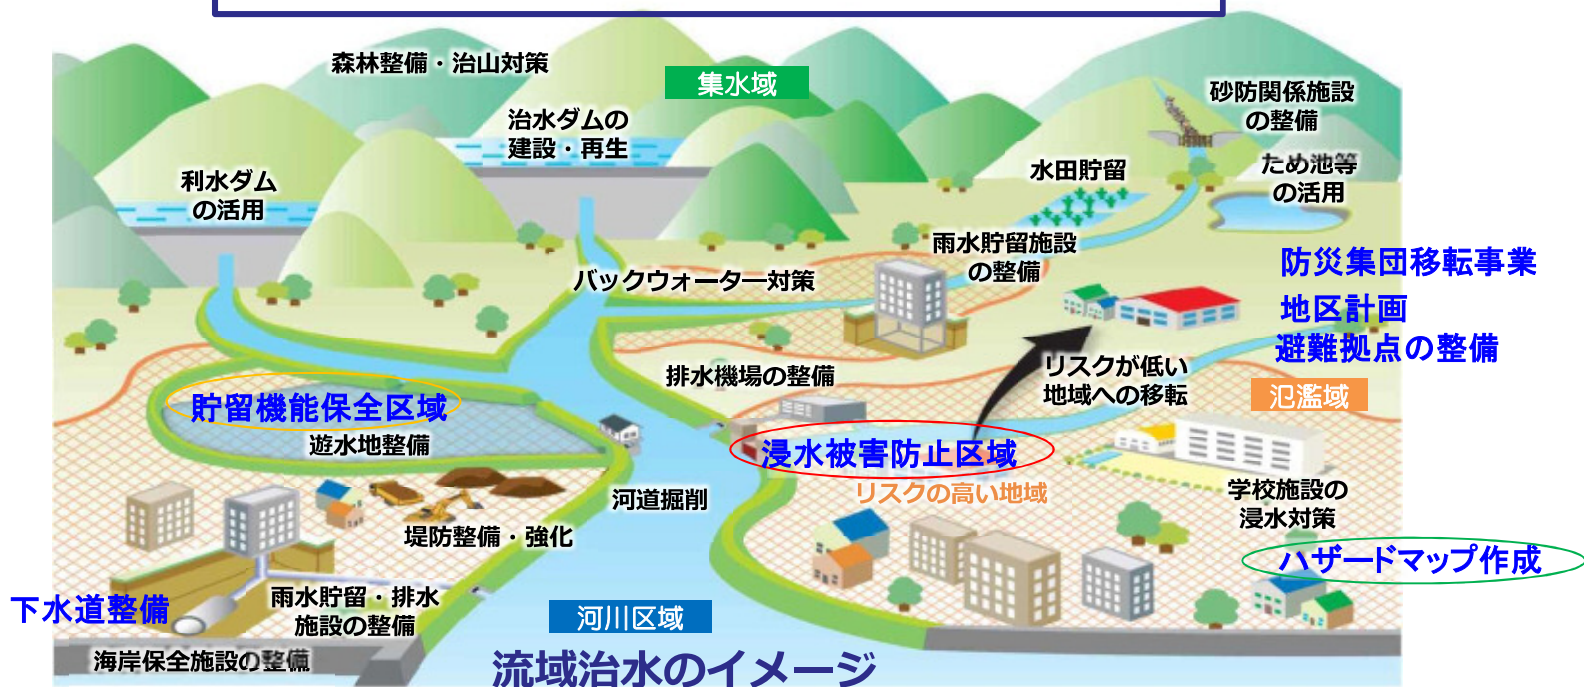 森林整備・治山対策
集水域
砂防関係施設
の整備
治水ダムの
建設・再生
水田貯留
ため池等
の活用
利水ダム
の活用
雨水貯留施設
の整備
防災集団移転事業
バックウォーター対策
地区計画
避難拠点の整備
排水機場の整備
リスクが低い
地域への移転
氾濫域
貯留機能保全区域
遊水地整備
浸水被害防止区域
リスクの高い地域
学校施設の
浸水対策
河道掘削
堤防整備・強化
ハザードマップ作成
下水道整備
雨水貯留・排水
施設の整備
河川区域
海岸保全施設の整備
流域治水のイメージ